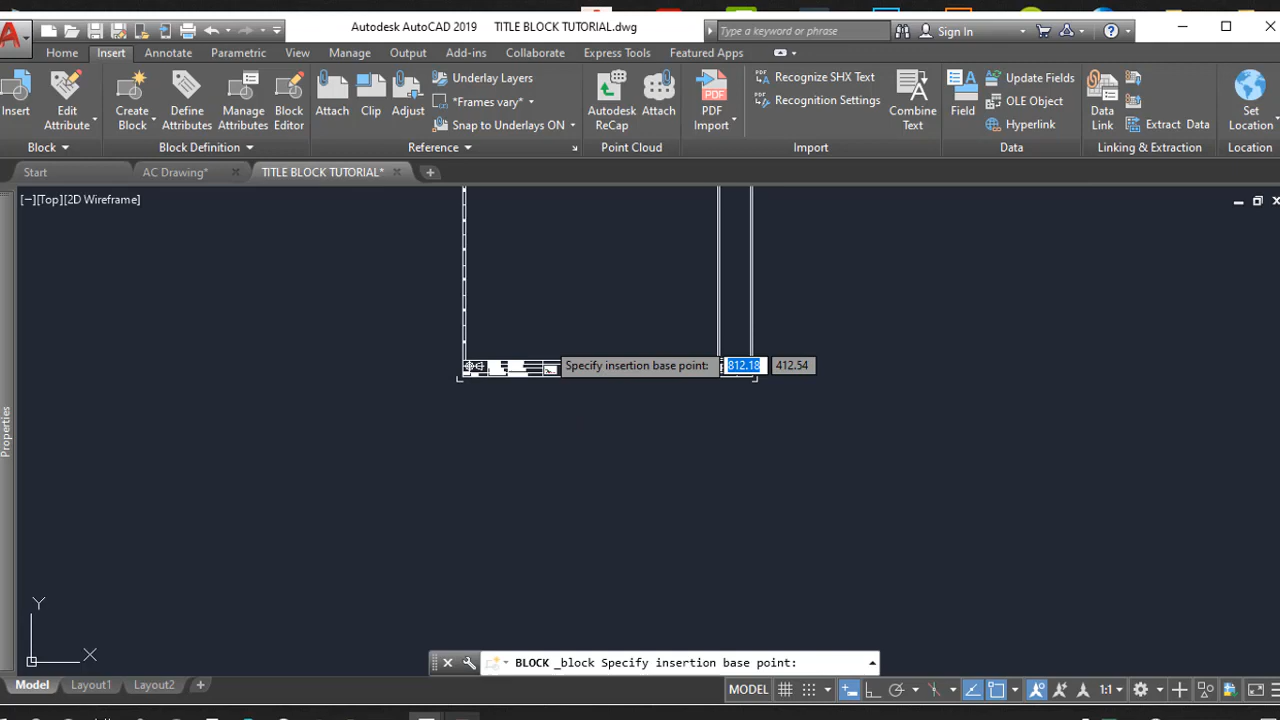 Autodesk AutoCAD 2019 TITLE BLOCK TUTORIAL.dwg Type a keyword or phrase Sign In
Home Insert Annotate Parametric View Manage Output Add-ins Collaborate Express Tools Featured Apps
Insert Edit Attribute Create Block Define Attributes Manage Attributes Block Editor Attach Clip Adjust Underlay Layers *Frames vary* Snap to Underlays ON Autodesk ReCap Attach PDF Import Recognize SHX Text Recognition Settings Combine Text Field Update Fields OLE Object Hyperlink Data Link Extract Data Set Location
Block Block Definition Reference Point Cloud Import Data Linking & Extraction Location
Start AC Drawing* TITLE BLOCK TUTORIAL*
[−][Top][2D Wireframe]
Specify insertion base point: 812.18 412.54
Properties
Y
X
BLOCK _block Specify insertion base point:
Model Layout1 Layout2 MODEL 1:1